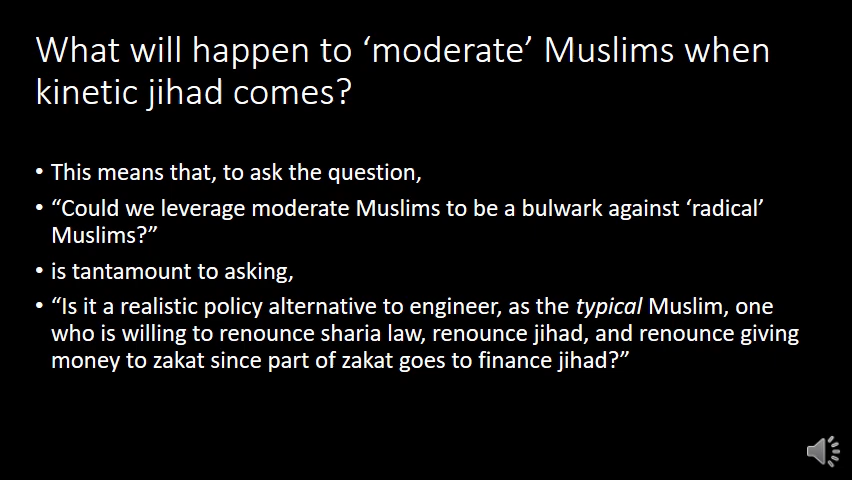 What will happen to ‘moderate’ Muslims when
kinetic jihad comes?
• This means that, to ask the question,
• “Could we leverage moderate Muslims to be a bulwark against ‘radical’
Muslims?”
• is tantamount to asking,
• “Is it a realistic policy alternative to engineer, as the typical Muslim, one
who is willing to renounce sharia law, renounce jihad, and renounce giving
money to zakat since part of zakat goes to finance jihad?”